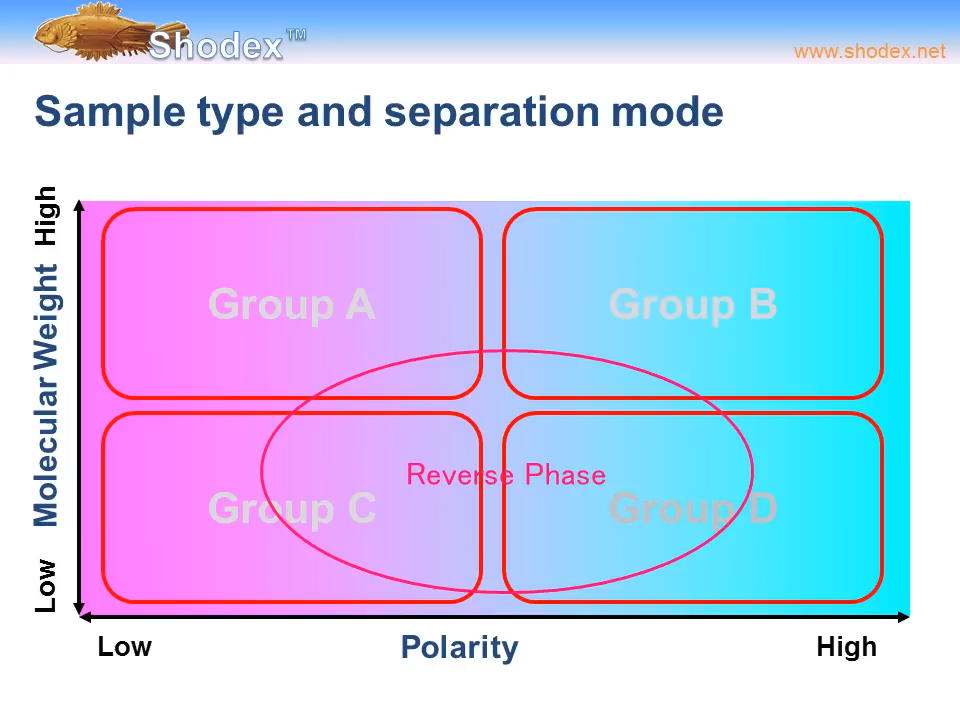 Shodex™
www.shodex.net
Sample type and separation mode
High
Molecular Weight
Low
Group A
Group B
Reverse Phase
Group C
Group D
Low
Polarity
High